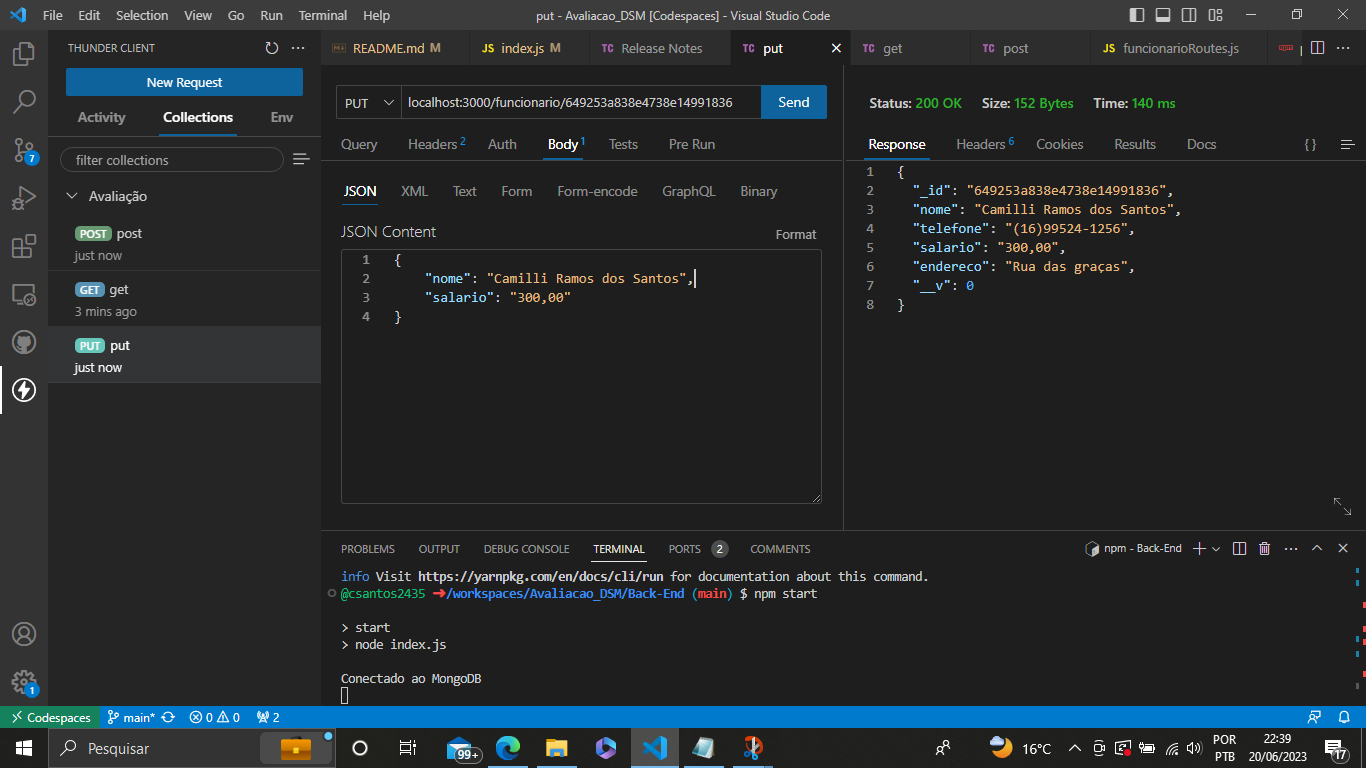 File Edit Selection View Go Run Terminal Help
put - Avaliacao_DSM [Codespaces] - Visual Studio Code
THUNDER CLIENT
README.md M
JS index.js M
TC Release Notes
TC put
TC get
TC post
JS funcionarioRoutes.js
New Request
Activity Collections Env
filter collections
Avaliação
POST post
just now
GET get
3 mins ago
PUT put
just now
7
1
PUT localhost:3000/funcionario/649253a838e4738e14991836 Send
Query Headers 2 Auth Body 1 Tests Pre Run
JSON XML Text Form Form-encode GraphQL Binary
JSON Content Format
1 {
2 "nome": "Camilli Ramos dos Santos",
3 "salario": "300,00"
4 }
Status: 200 OK Size: 152 Bytes Time: 140 ms
Response Headers 6 Cookies Results Docs { }
1 {
2 "_id": "649253a838e4738e14991836",
3 "nome": "Camilli Ramos dos Santos",
4 "telefone": "(16)99524-1256",
5 "salario": "300,00",
6 "endereco": "Rua das graças",
7 "__v": 0
8 }
PROBLEMS OUTPUT DEBUG CONSOLE TERMINAL PORTS 2 COMMENTS
npm - Back-End
info Visit https://yarnpkg.com/en/docs/cli/run for documentation about this command.
@csantos2435 ➜/workspaces/Avaliacao_DSM/Back-End (main) $ npm start
> start
> node index.js
Conectado ao MongoDB
Codespaces main* 0 0 2
Pesquisar
99+
16°C
POR
PTB
22:39
20/06/2023
17